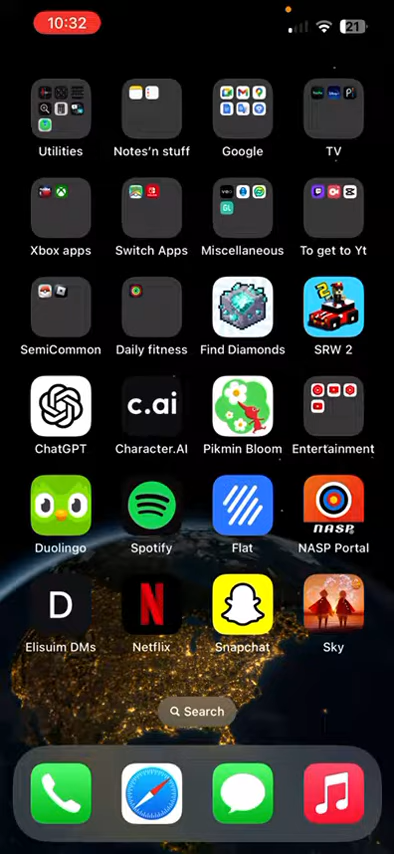 10:32
21
Utilities
Notes'n stuff
Google
TV
Xbox apps
Switch Apps
Miscellaneous
To get to Yt
GL
SemiCommon
Daily fitness
Find Diamonds
2
SRW 2
c.ai
ChatGPT
Character.AI
Pikmin Bloom
Entertainment
NASP
Duolingo
Spotify
Flat
NASP Portal
D
N
Elisuim DMs
Netflix
Snapchat
Sky
Search